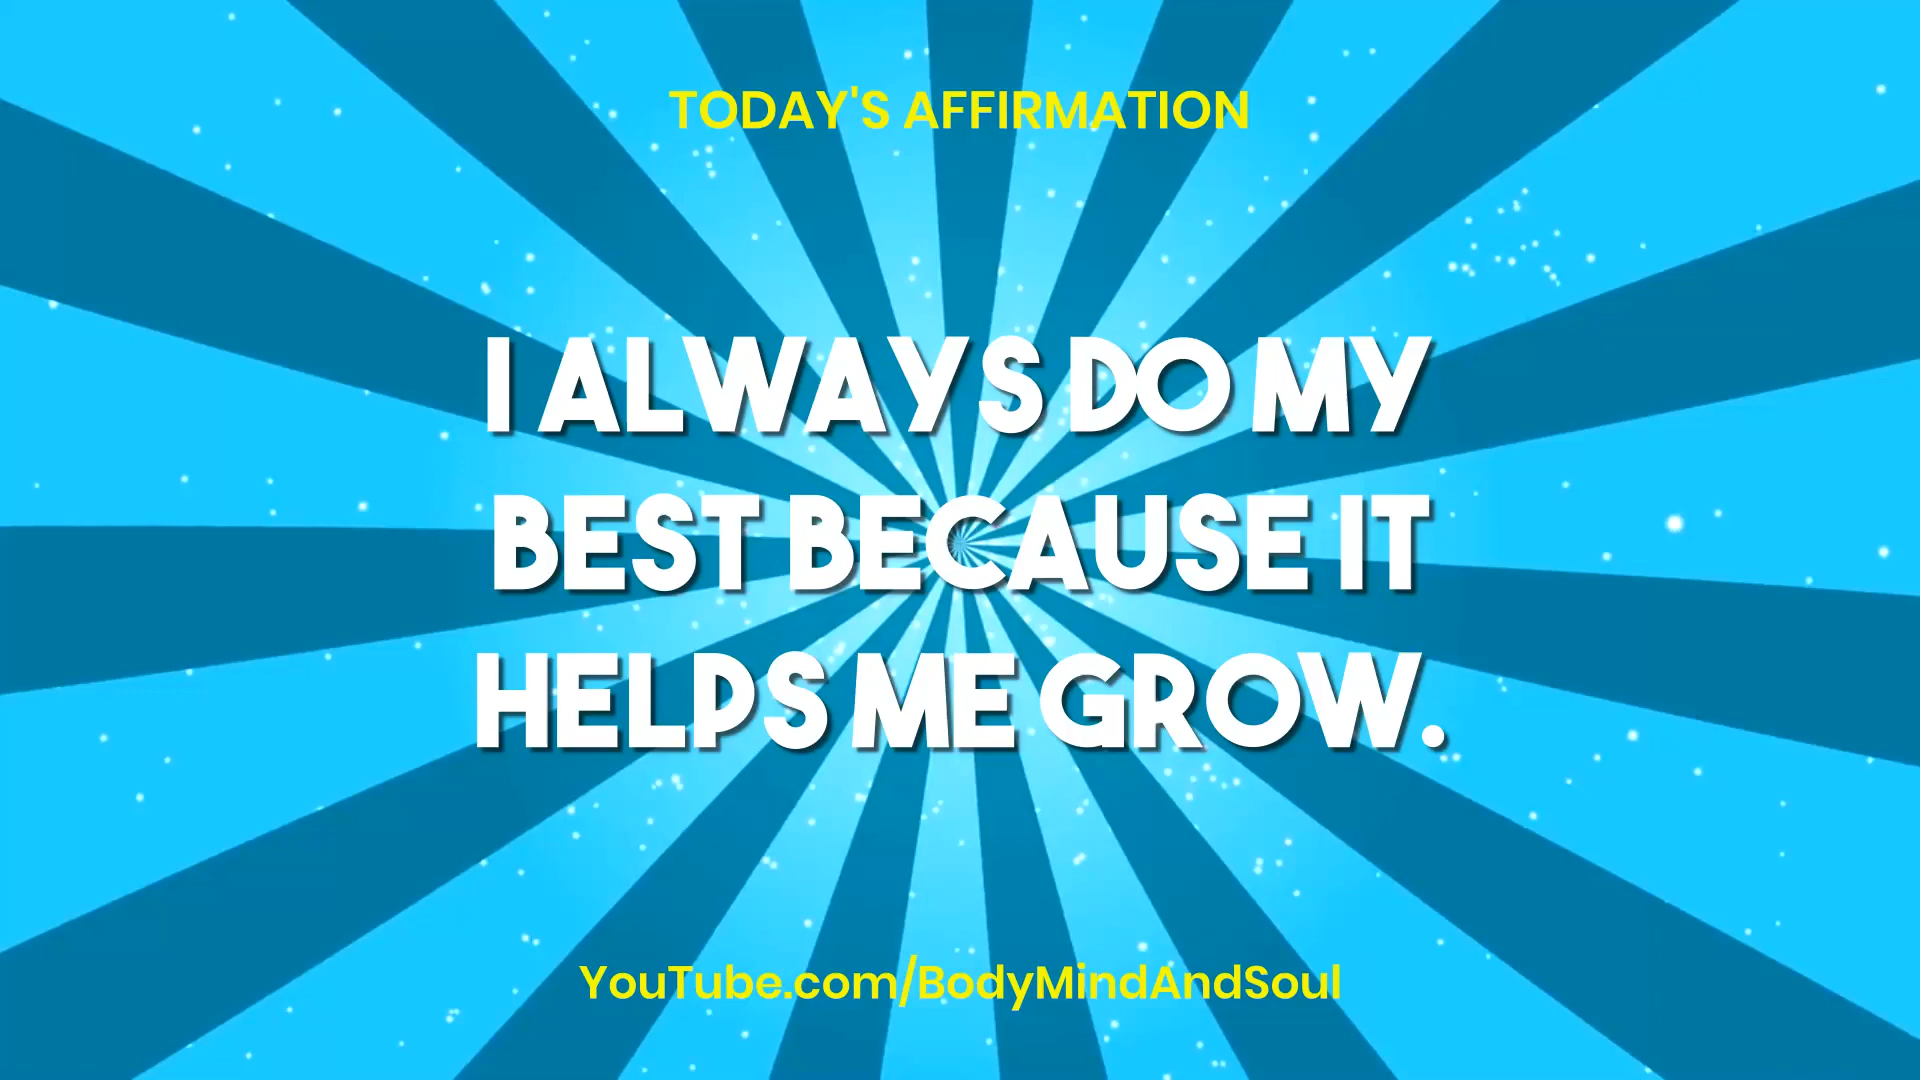 TODAY'S AFFIRMATION
I ALWAYS DO MY
BEST BECAUSE IT
HELPS ME GROW.
YouTube.com/BodyMindAndSoul